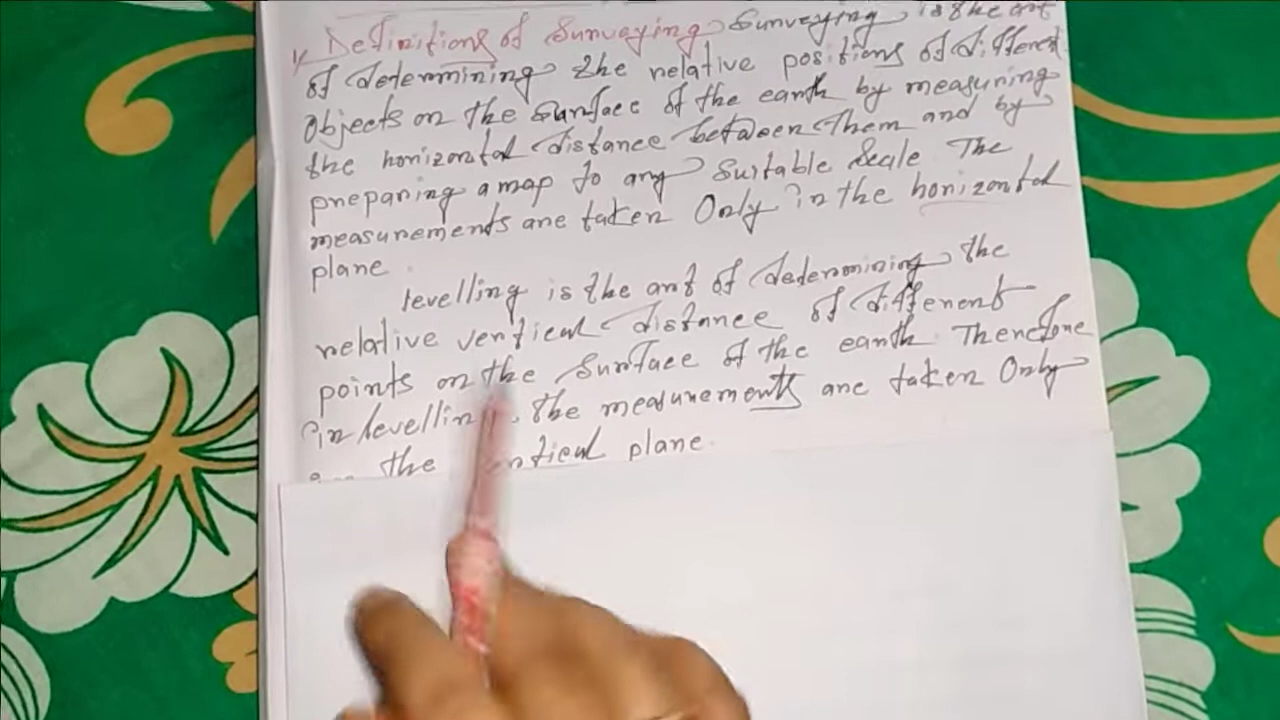 1) Definitions of Surveying Surveying is the art
of determining the relative positions of different
objects on the surface of the earth by measuring
the horizontal distance between them and by
preparing a map to any suitable scale The
measurements are taken Only in the horizontal
plane.
levelling is the art of determining the
relative vertical distance of different
points on the surface of the earth Therefore
in levelling, the measurements are taken Only
the plane.